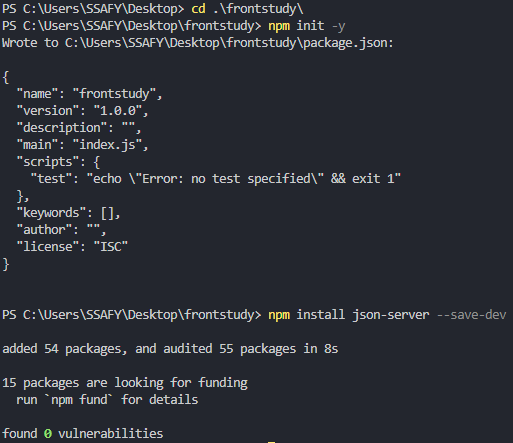 PS C:\Users\SSAFY\Desktop> cd .\frontstudy\
PS C:\Users\SSAFY\Desktop\frontstudy> npm init -y
Wrote to C:\Users\SSAFY\Desktop\frontstudy\package.json:

{
  "name": "frontstudy",
  "version": "1.0.0",
  "description": "",
  "main": "index.js",
  "scripts": {
    "test": "echo \"Error: no test specified\" && exit 1"
  },
  "keywords": [],
  "author": "",
  "license": "ISC"
}

PS C:\Users\SSAFY\Desktop\frontstudy> npm install json-server --save-dev

added 54 packages, and audited 55 packages in 8s

15 packages are looking for funding
  run `npm fund` for details

found 0 vulnerabilities